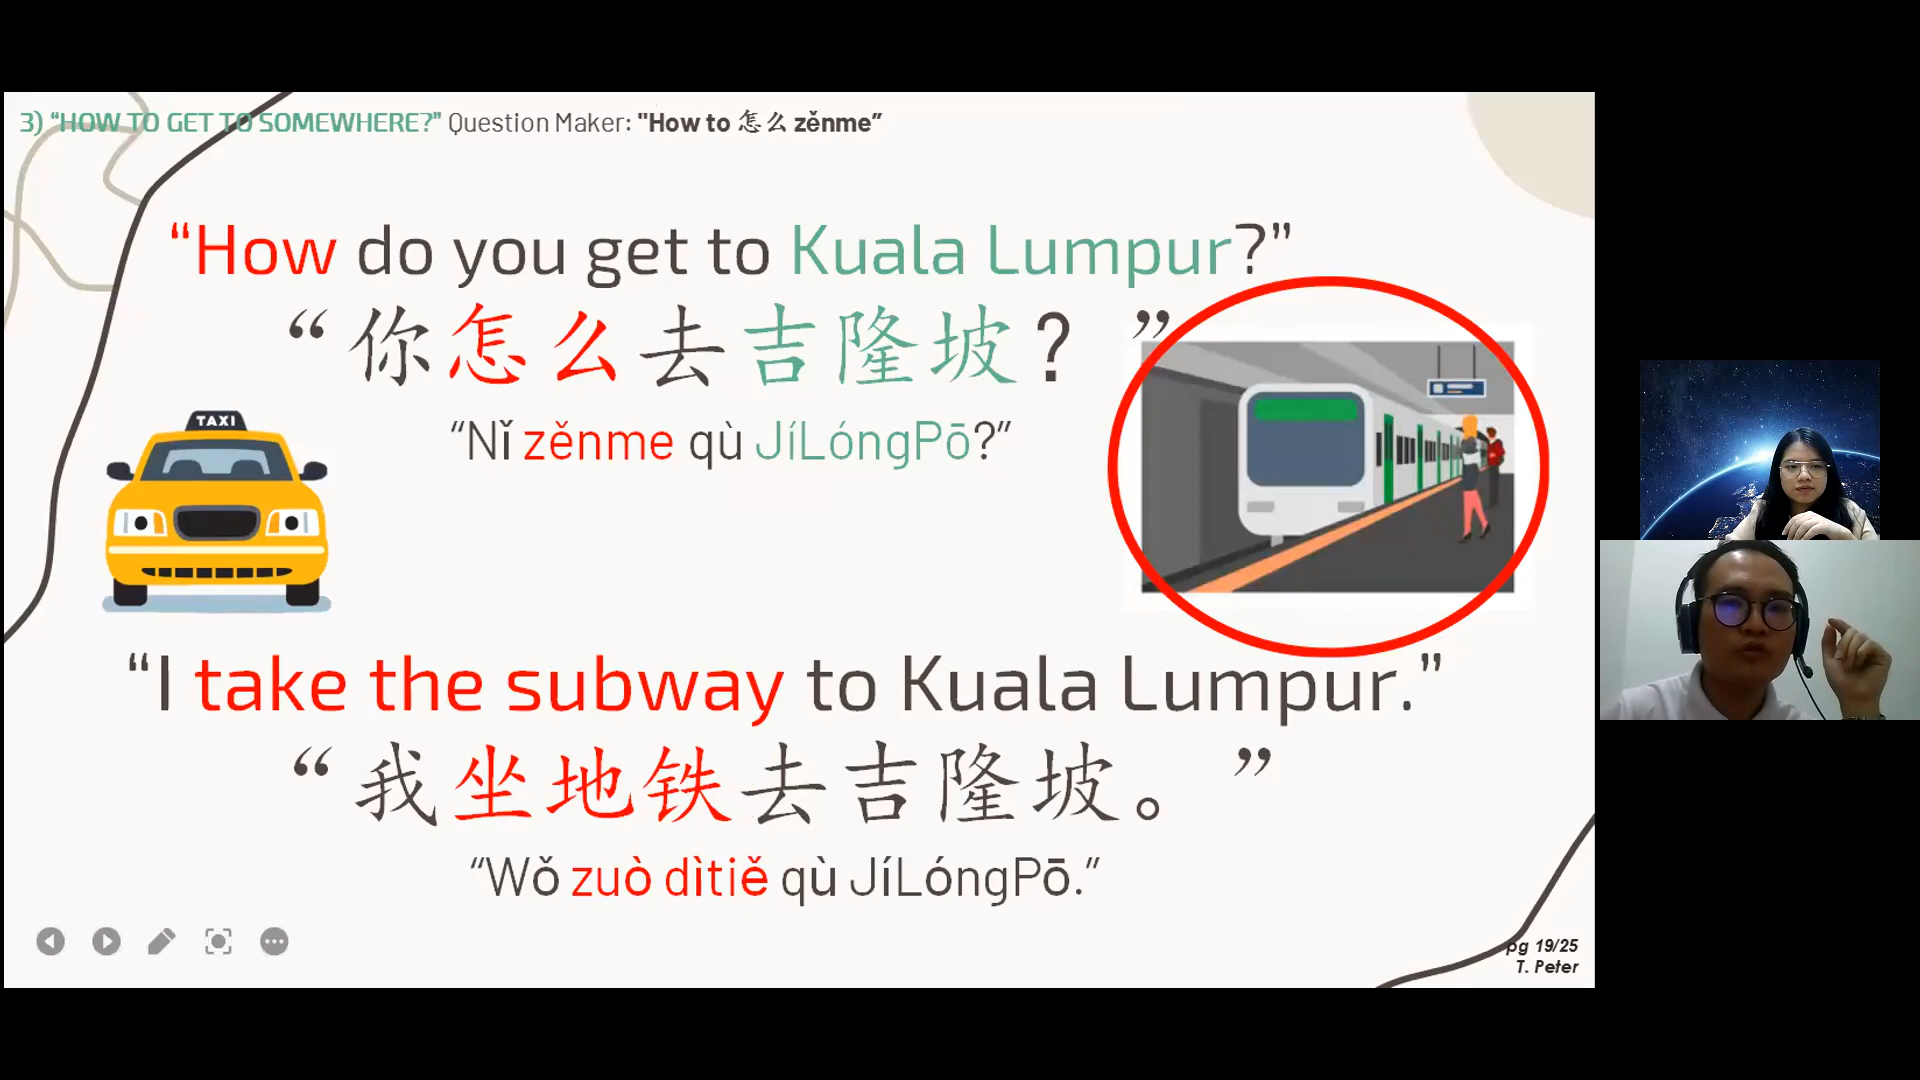 3) “HOW TO GET TO SOMEWHERE?” Question Maker: "How to 怎么 zěnme”
“How do you get to Kuala Lumpur?”
“你怎么去吉隆坡？”
“Nǐ zěnme qù JíLóngPō?”
TAXI
“I take the subway to Kuala Lumpur.”
“我坐地铁去吉隆坡。”
“Wǒ zuò dìtiě qù JíLóngPō.”
pg 19/25
T. Peter